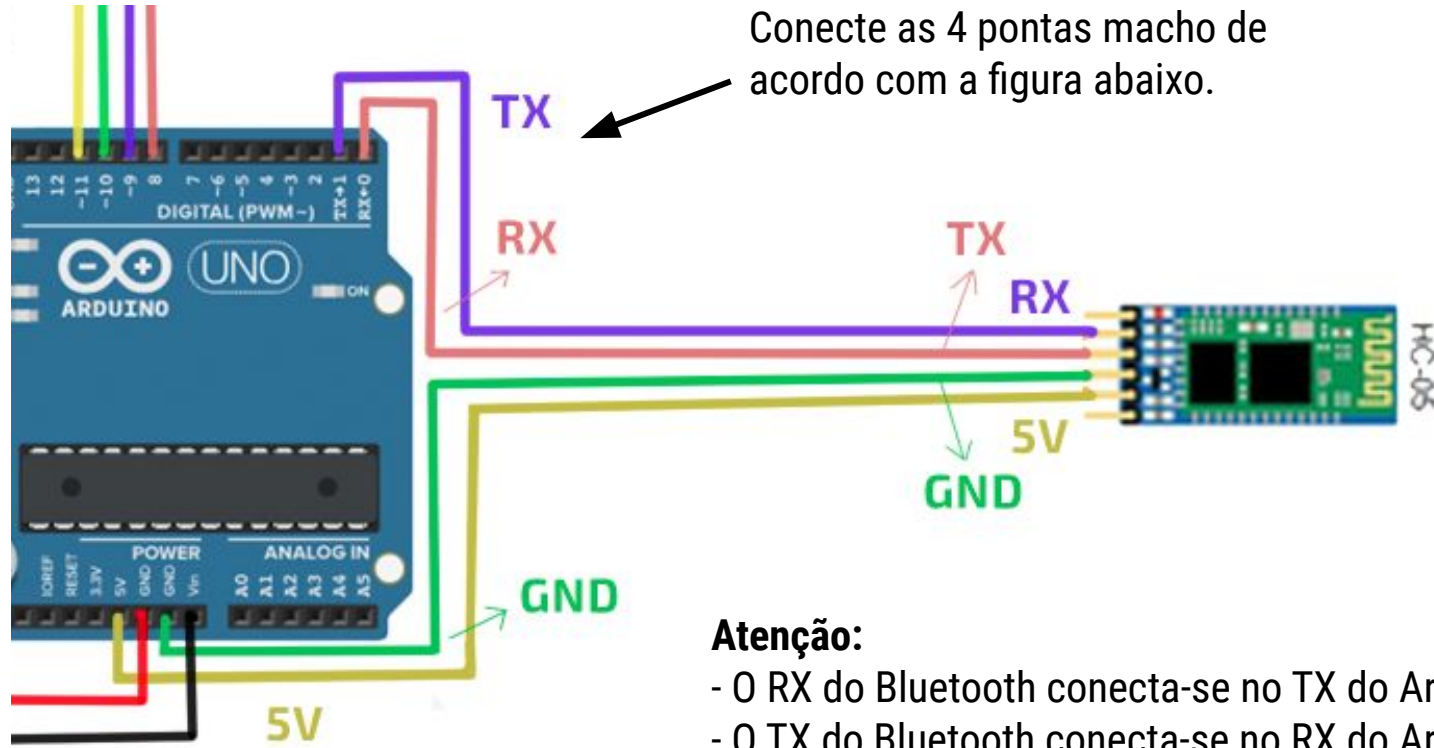 Conecte as 4 pontas macho de
acordo com a figura abaixo.
TX
RX
TX
RX
5V
GND
GND
5V
13
12
~11
~10
~9
8
7
~6
~5
4
~3
2
TX→1
RX←0
DIGITAL (PWM~)
UNO
ON
ARDUINO
HC-05
POWER
ANALOG IN
IOREF
RESET
3.3V
5V
GND
GND
Vin
A0
A1
A2
A3
A4
A5
Atenção:
- O RX do Bluetooth conecta-se no TX do Ar
- O TX do Bluetooth conecta-se no RX do Ar